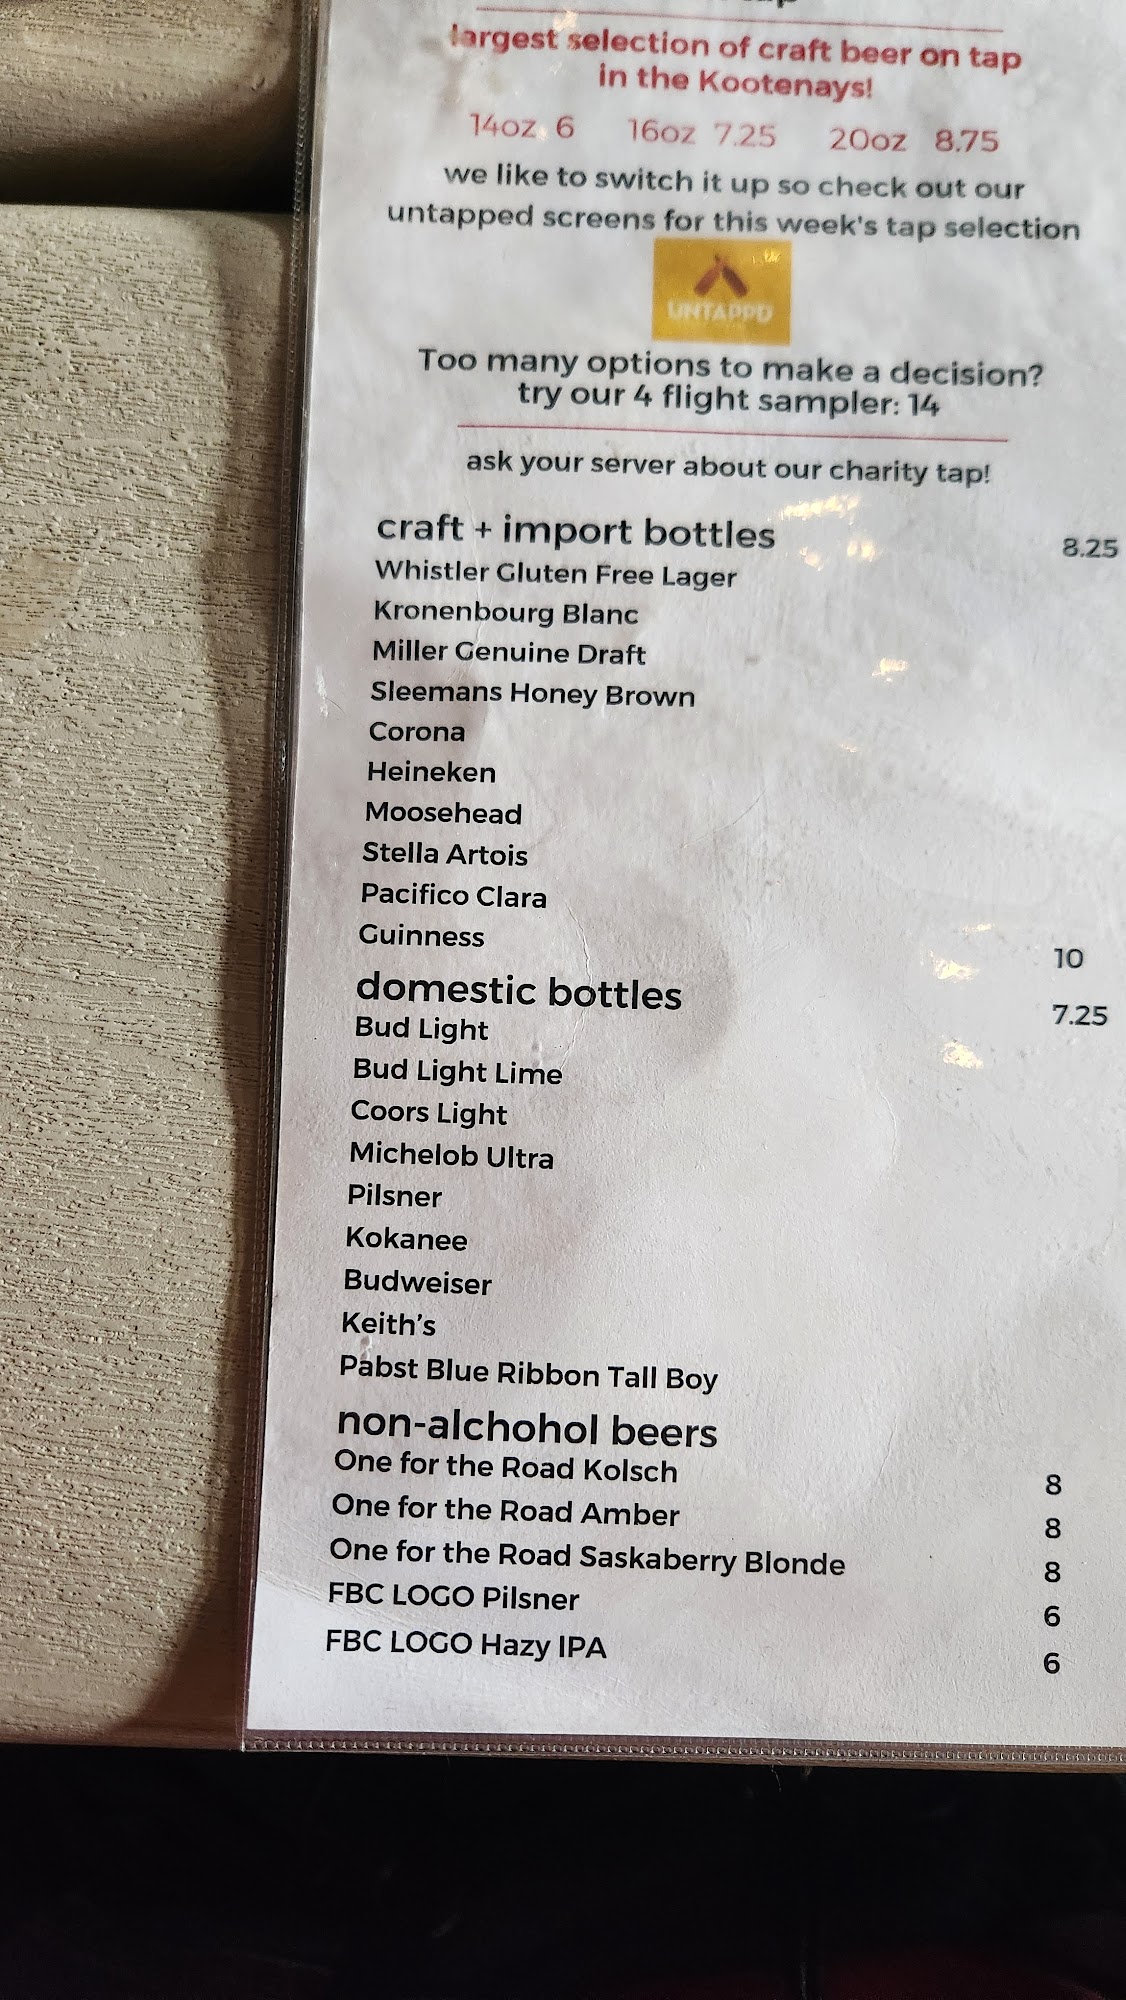 largest selection of craft beer on tap
in the Kootenays!
14oz 6 16oz 7.25 20oz 8.75
we like to switch it up so check out our
untapped screens for this week's tap selection
UNTAPPD
Too many options to make a decision?
try our 4 flight sampler: 14
ask your server about our charity tap!
craft + import bottles 8.25
Whistler Gluten Free Lager
Kronenbourg Blanc
Miller Genuine Draft
Sleemans Honey Brown
Corona
Heineken
Moosehead
Stella Artois
Pacifico Clara
Guinness 10
domestic bottles 7.25
Bud Light
Bud Light Lime
Coors Light
Michelob Ultra
Pilsner
Kokanee
Budweiser
Keith's
Pabst Blue Ribbon Tall Boy
non-alchohol beers
One for the Road Kolsch 8
One for the Road Amber 8
One for the Road Saskaberry Blonde 8
FBC LOGO Pilsner 6
FBC LOGO Hazy IPA 6